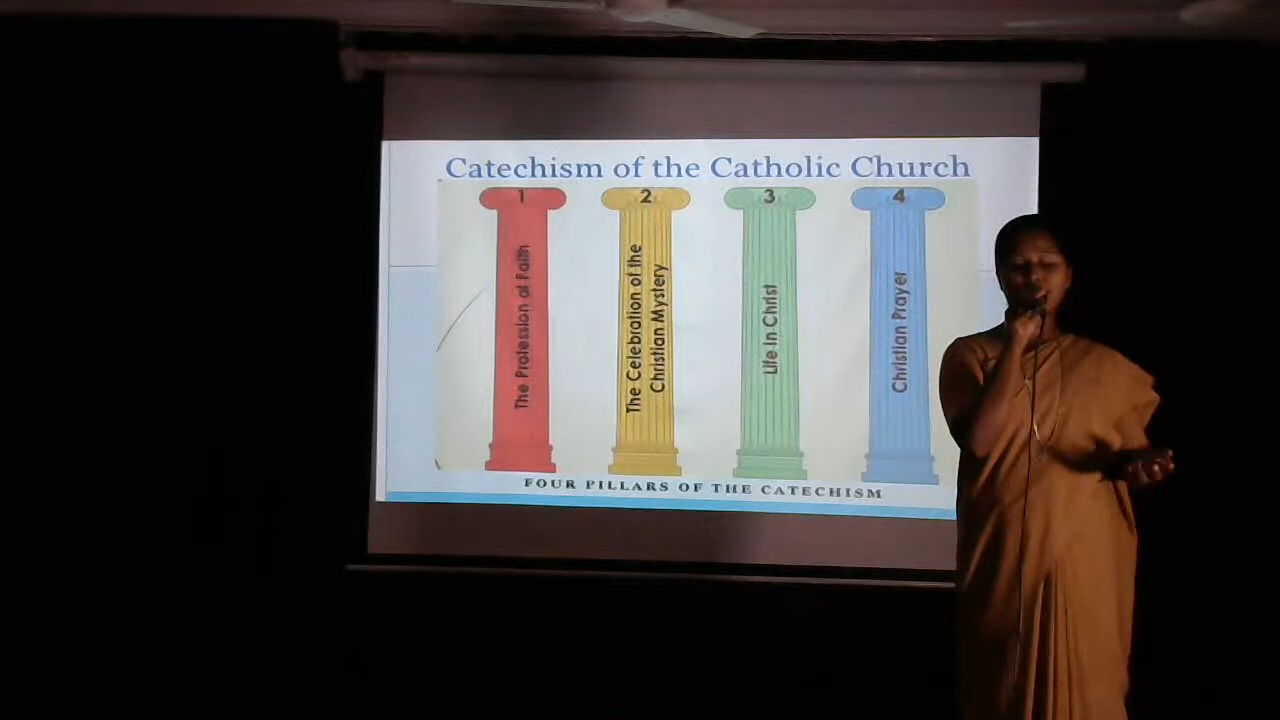 Catechism of the Catholic Church
1
2
3
4
The Profession of Faith
The Celebration of the
Christian Mystery
Life in Christ
Christian Prayer
FOUR PILLARS OF THE CATECHISM